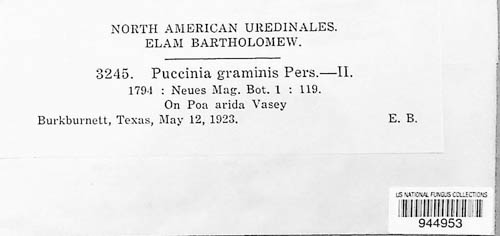 NORTH AMERICAN UREDINALES.
ELAM BARTHOLOMEW.
3245. Puccinia graminis Pers.—II.
1794 : Neues Mag. Bot. 1 : 119.
On Poa arida Vasey
Burkburnett, Texas, May 12, 1923. E. B.
US NATIONAL FUNGUS COLLECTIONS
944953